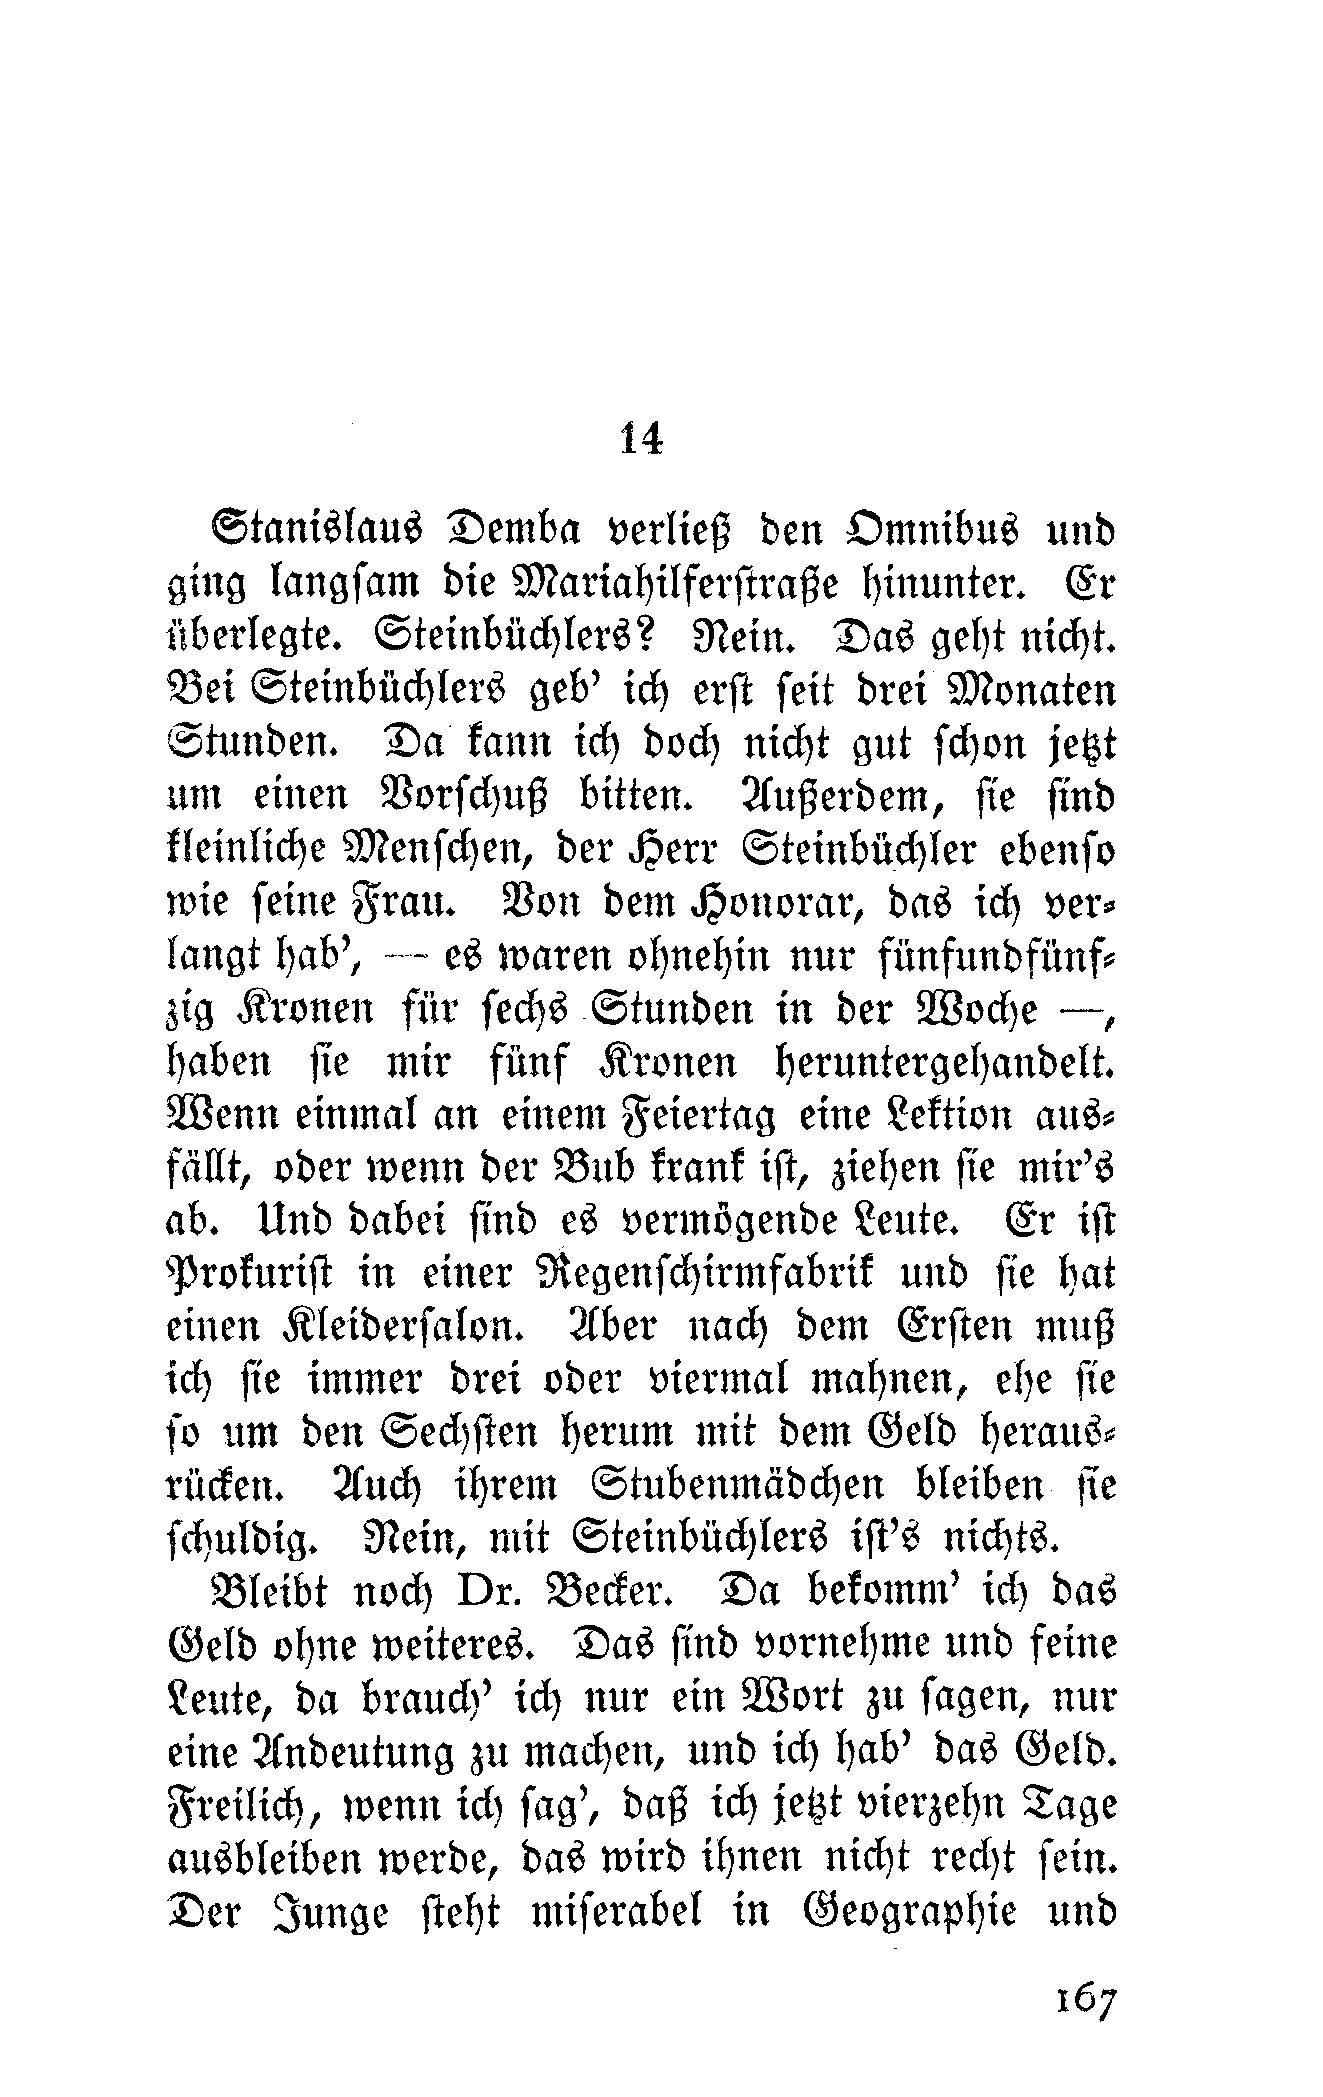 14
Stanislaus Demba verließ den Omnibus und
ging langsam die Mariahilferstraße hinunter. Er
überlegte. Steinbüchlers? Nein. Das geht nicht.
Bei Steinbüchlers geb' ich erst seit drei Monaten
Stunden. Da kann ich doch nicht gut schon jetzt
um einen Vorschuß bitten. Außerdem, sie sind
kleinliche Menschen, der Herr Steinbüchler ebenso
wie seine Frau. Von dem Honorar, das ich ver-
langt hab', — es waren ohnehin nur fünfundfünf-
zig Kronen für sechs Stunden in der Woche —,
haben sie mir fünf Kronen heruntergehandelt.
Wenn einmal an einem Feiertag eine Lektion aus-
fällt, oder wenn der Bub krank ist, ziehen sie mir's
ab. Und dabei sind es vermögende Leute. Er ist
Prokurist in einer Regenschirmfabrik und sie hat
einen Kleidersalon. Aber nach dem Ersten muß
ich sie immer drei oder viermal mahnen, ehe sie
so um den Sechsten herum mit dem Geld heraus-
rücken. Auch ihrem Stubenmädchen bleiben sie
schuldig. Nein, mit Steinbüchlers ist's nichts.
Bleibt noch Dr. Becker. Da bekomm' ich das
Geld ohne weiteres. Das sind vornehme und feine
Leute, da brauch' ich nur ein Wort zu sagen, nur
eine Andeutung zu machen, und ich hab' das Geld.
Freilich, wenn ich sag', daß ich jetzt vierzehn Tage
ausbleiben werde, das wird ihnen nicht recht sein.
Der Junge steht miserabel in Geographie und
167